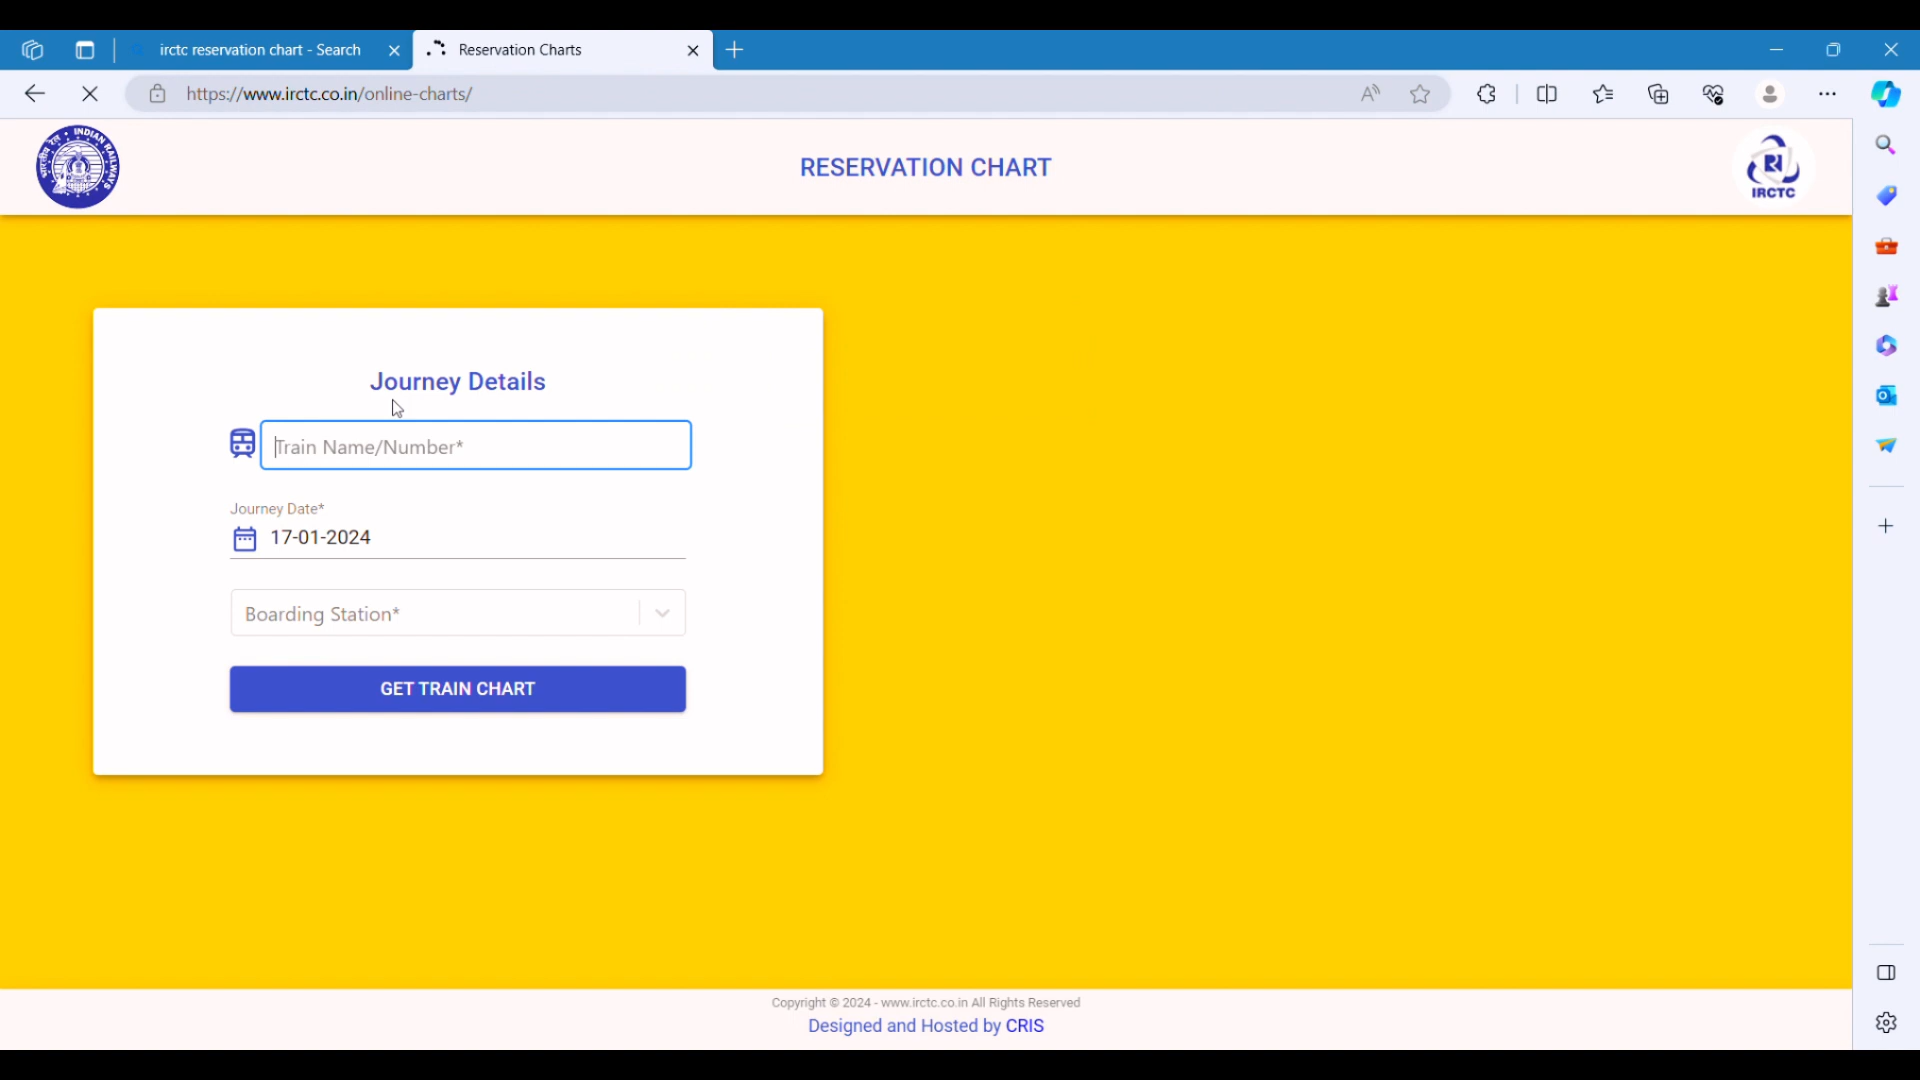 irctc reservation chart - Search
Reservation Charts
https://www.irctc.co.in/online-charts/
INDIAN RAILWAYS
RESERVATION CHART
IRCTC
Journey Details
Train Name/Number*
Journey Date*
17-01-2024
Boarding Station*
GET TRAIN CHART
Copyright © 2024 - www.irctc.co.in All Rights Reserved
Designed and Hosted by CRIS